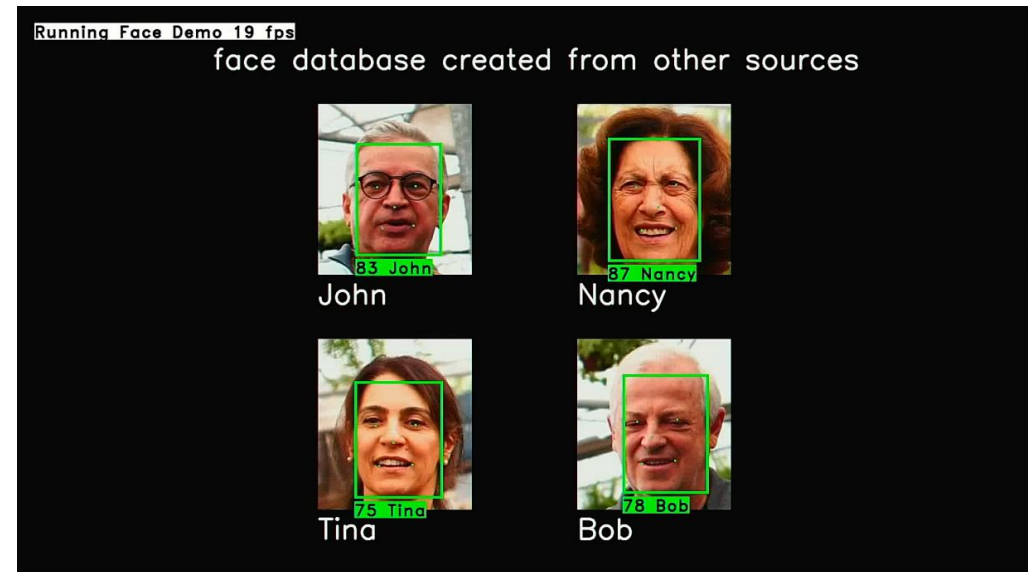 Running Face Demo 19 fps
face database created from other sources
83 John
87 Nancy
John
Nancy
75 Tina
78 Bob
Tina
Bob